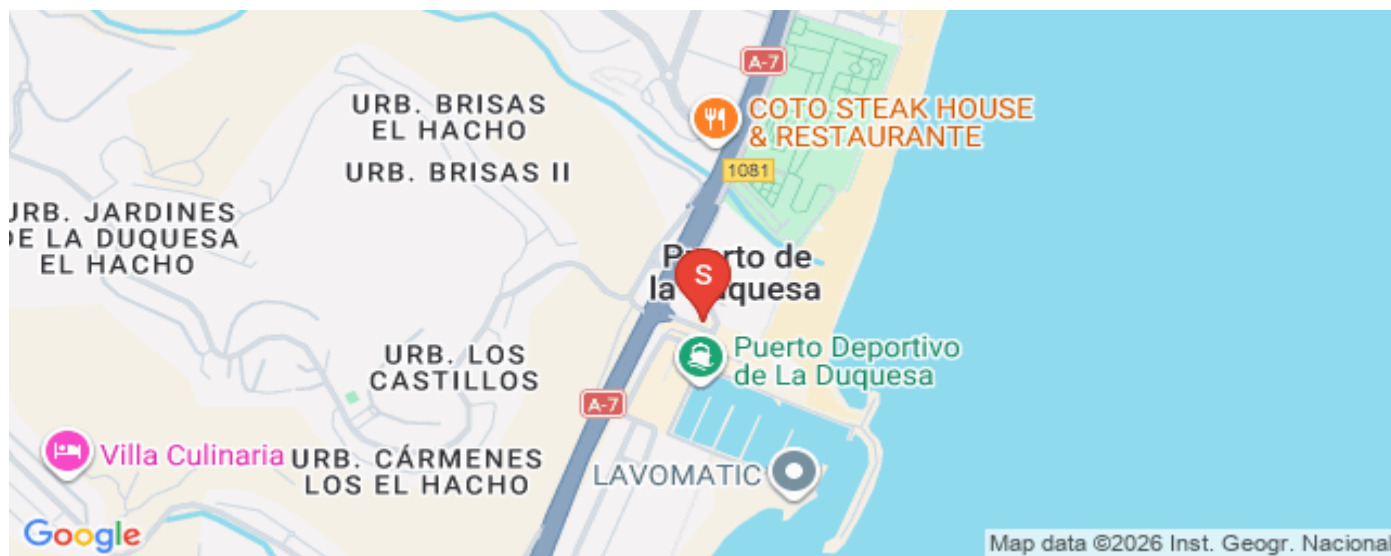 A-7
URB. BRISAS
EL HACHO
COTO STEAK HOUSE
& RESTAURANTE
URB. BRISAS II
1081
URB. JARDINES
DE LA DUQUESA
EL HACHO
Puerto de
la Duquesa
S
URB. LOS
CASTILLOS
Puerto Deportivo
de La Duquesa
A-7
Villa Culinaria
URB. CÁRMENES
LOS EL HACHO
LAVOMATIC
Google
Map data ©2026 Inst. Geogr. Nacional